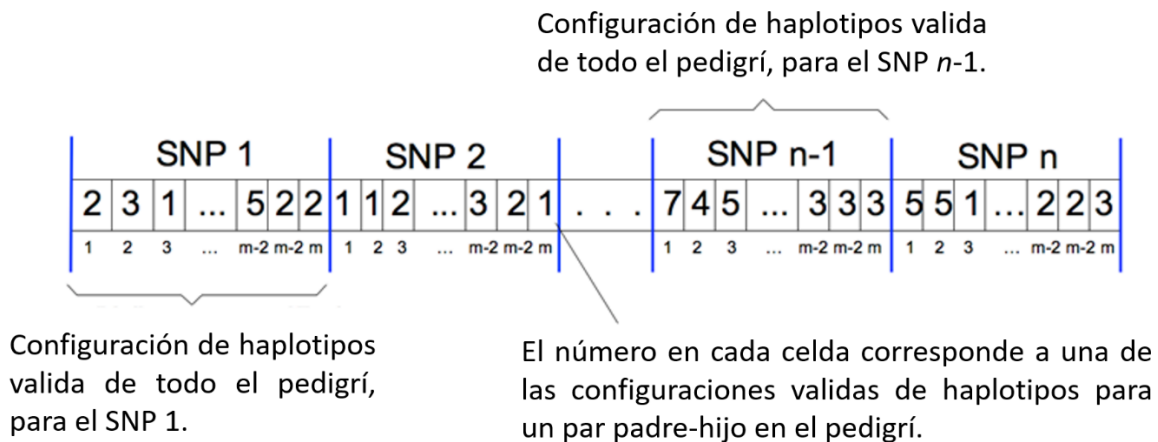 Configuración de haplotipos valida
de todo el pedigrí, para el SNP n-1.
SNP 1 SNP 2 SNP n-1 SNP n
2 3 1 ... 5 2 2 1 1 2 ... 3 2 1 . . . 7 4 5 ... 3 3 3 5 5 1 ... 2 2 3
1 2 3 ... m-2 m-2 m 1 2 3 ... m-2 m-2 m 1 2 3 ... m-2 m-2 m 1 2 3 ... m-2 m-2 m
Configuración de haplotipos
valida de todo el pedigrí,
para el SNP 1.
El número en cada celda corresponde a una de
las configuraciones validas de haplotipos para
un par padre-hijo en el pedigrí.